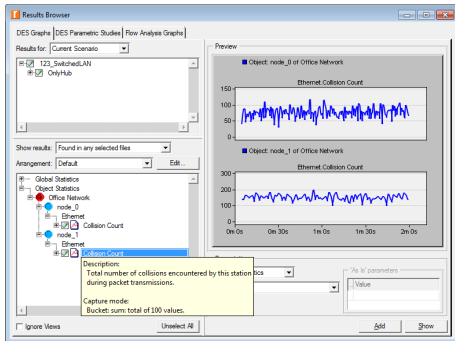 Results Browser
DES Graphs DES Parametric Studies Flow Analysis Graphs
Results for: Current Scenario
123_SwitchedLAN
OnlyHub
Show results: Found in any selected files
Arrangement: Default Edit...
Global Statistics
Object Statistics
Office Network
node_0
Ethernet
Collision Count
node_1
Ethernet
Collision Count
Description:
Total number of collisions encountered by this station
during packet transmissions.
Capture mode:
Bucket: sum: total of 100 values.
Ignore Views Unselect All
Preview
Object: node_0 of Office Network
Ethernet.Collision Count
150
100
50
0
Object: node_1 of Office Network
Ethernet.Collision Count
300
200
100
0
0m 0s 0m 30s 1m 0s 1m 30s 2m 0s
tics
'As Is' parameters
Value
Add Show